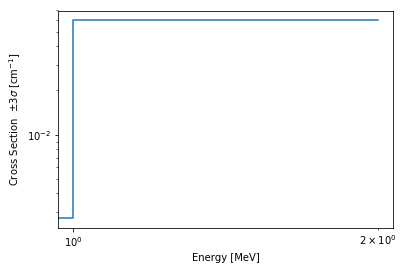 Cross Section ±3σ [cm⁻¹]
10⁻²
10⁰
2 × 10⁰
Energy [MeV]